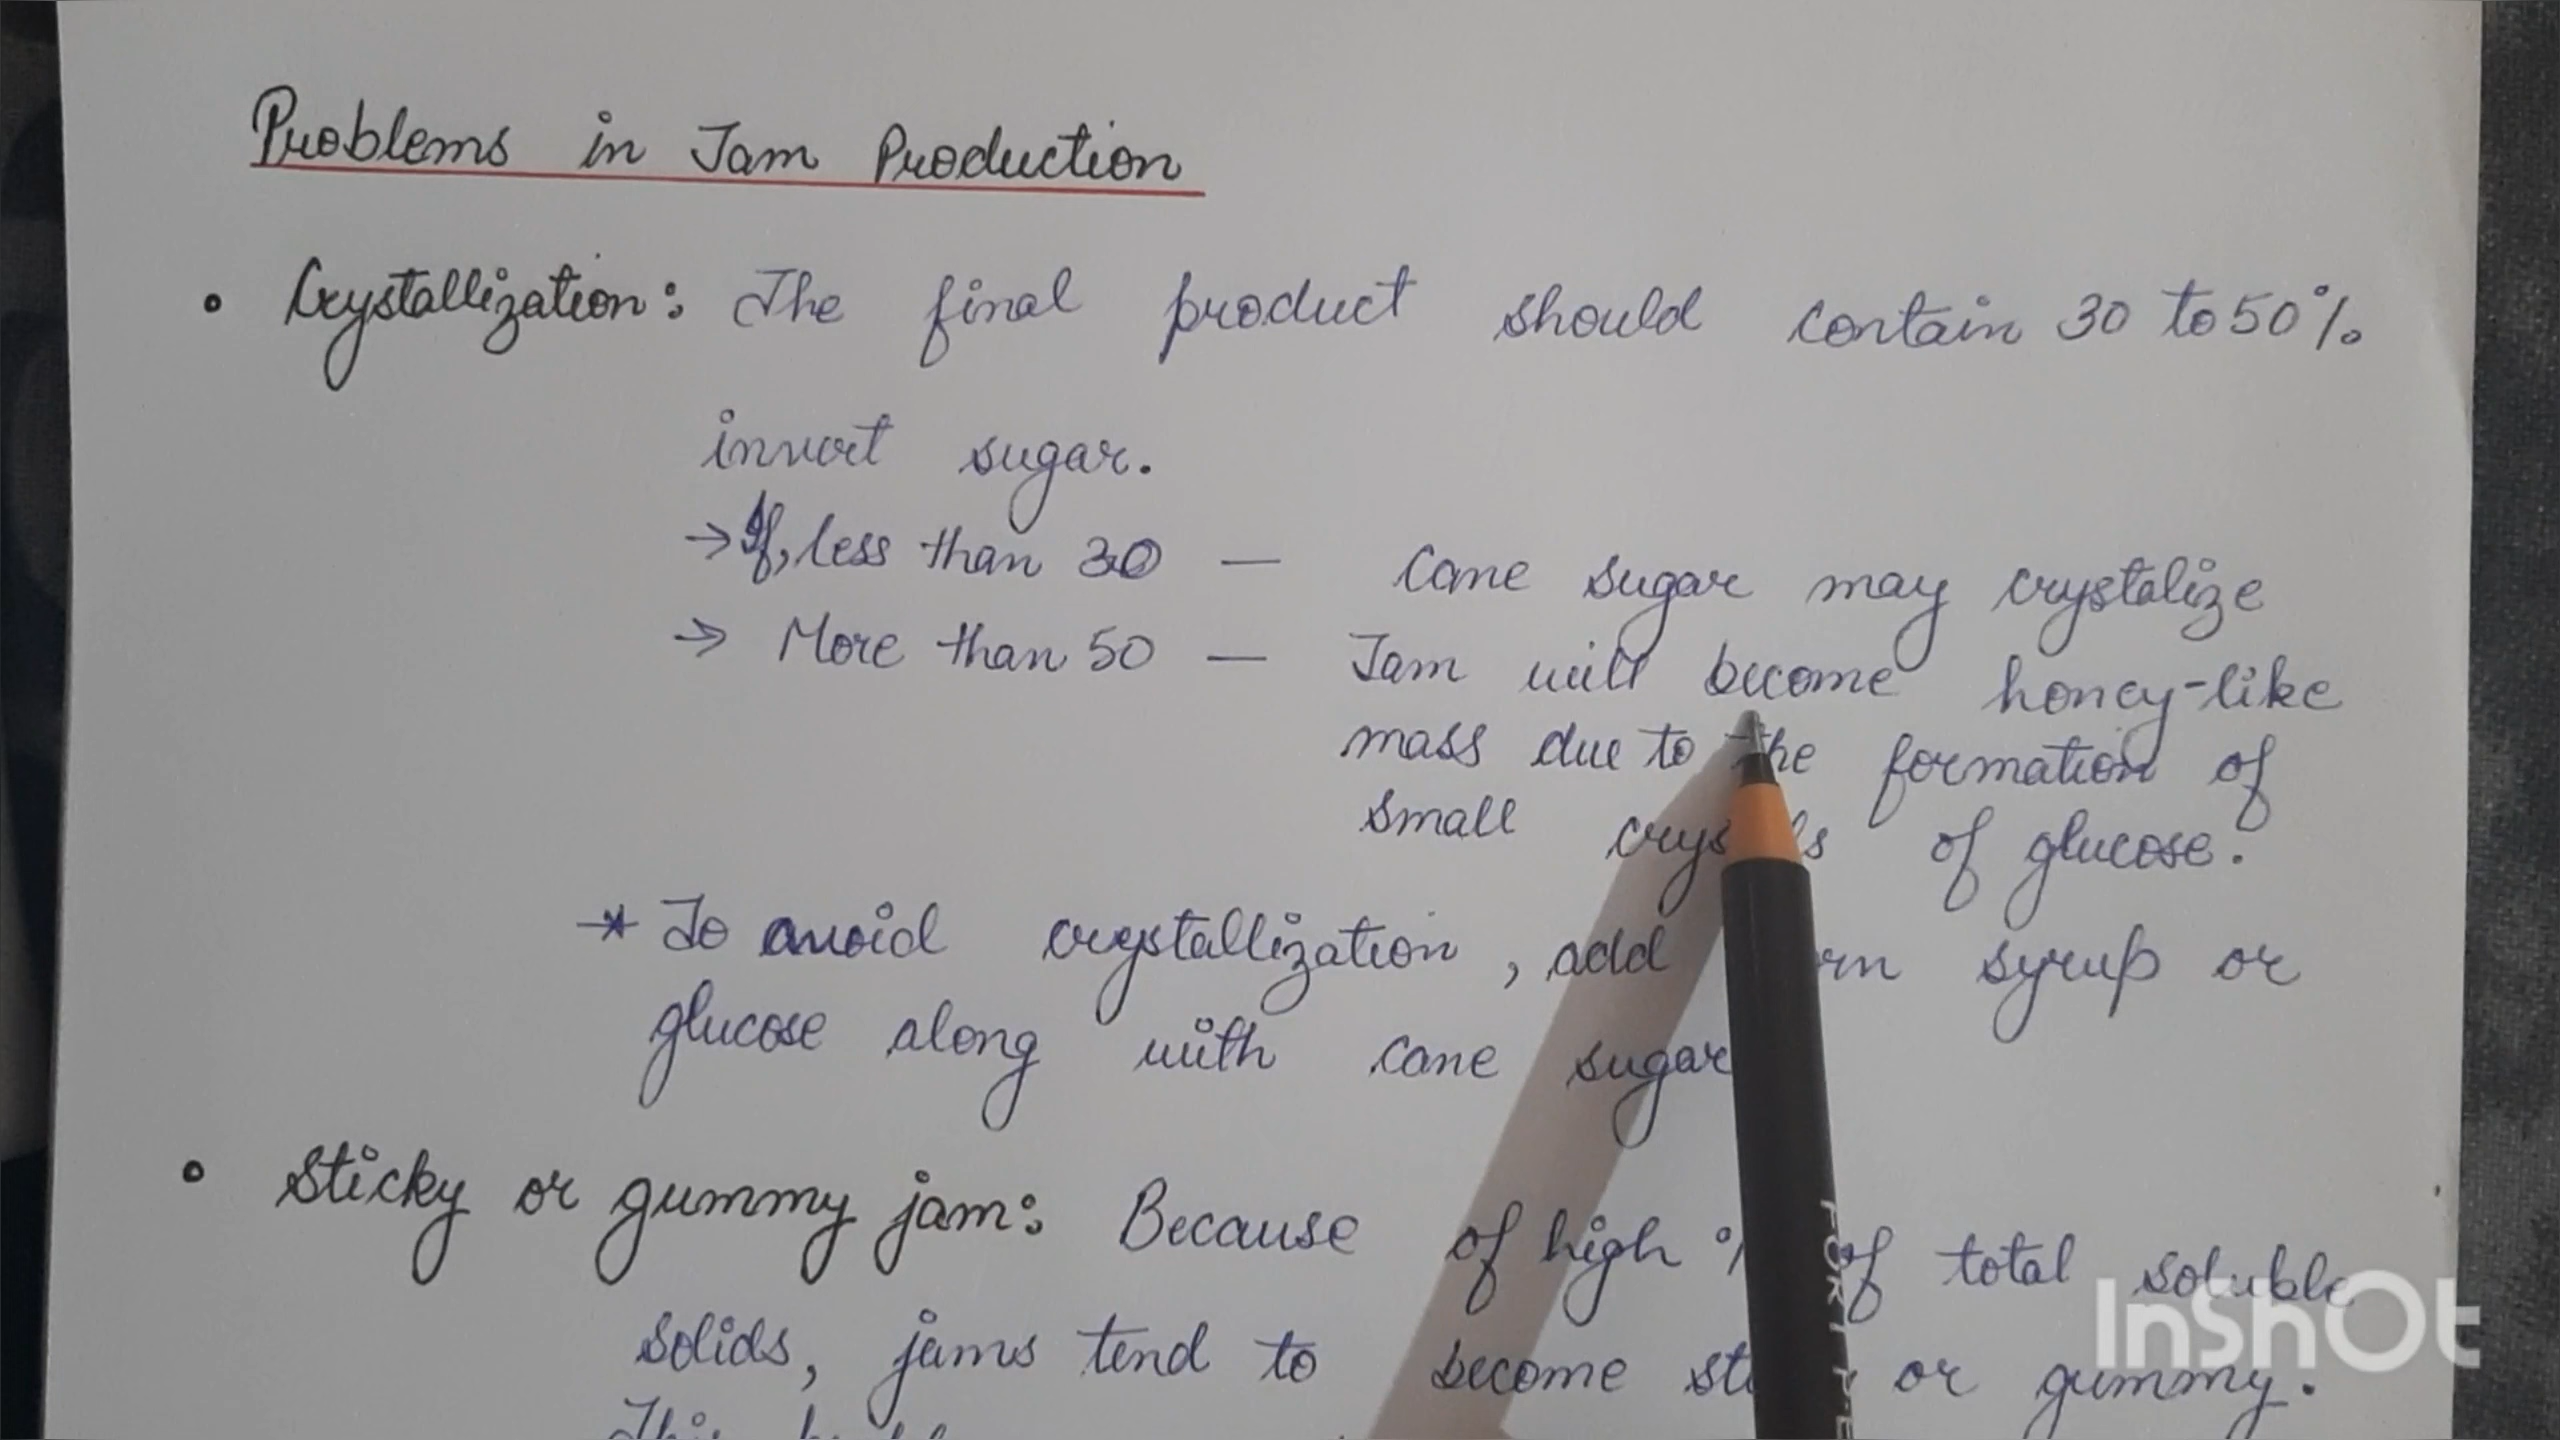 Problems in Jam Production
• Crystallization: The final product should contain 30 to 50%
invert sugar.
→ If, less than 30 — Cane sugar may crystalize
→ More than 50 — Jam will become honey-like
mass due to the formation of
small of glucose.
* To avoid crystallization, add syrup or
glucose along with cane sugar
• Sticky or gummy jam: Because of high % of total soluble
solids, jams tend to become or gummy.
This
InShOt